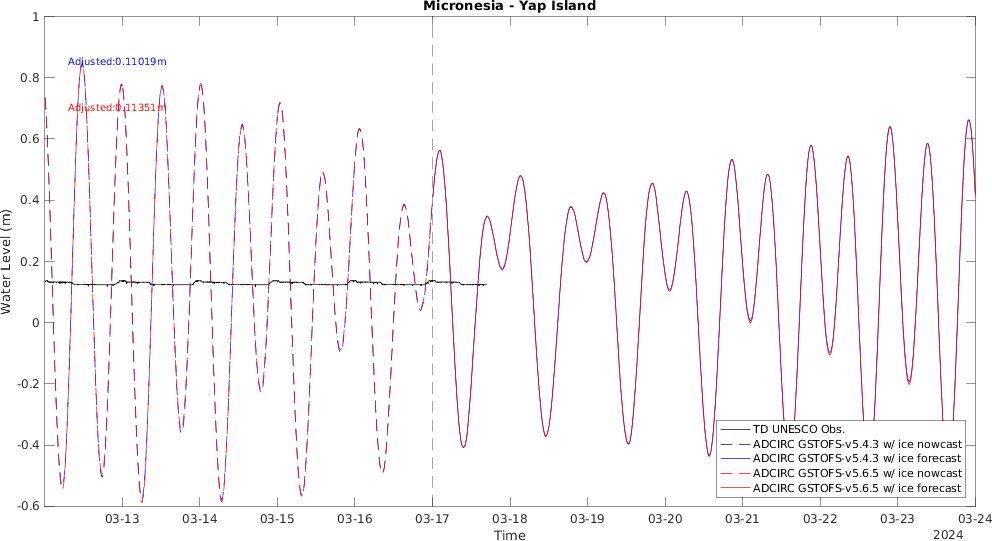 Micronesia - Yap Island
1
0.8
0.6
0.4
0.2
0
-0.2
-0.4
-0.6
Water Level (m)
Adjusted:0.11019m
Adjusted:0.11351m
TD UNESCO Obs.
ADCIRC GSTOFS-v5.4.3 w/ ice nowcast
ADCIRC GSTOFS-v5.4.3 w/ ice forecast
ADCIRC GSTOFS-v5.6.5 w/ ice nowcast
ADCIRC GSTOFS-v5.6.5 w/ ice forecast
03-13 03-14 03-15 03-16 03-17 03-18 03-19 03-20 03-21 03-22 03-23 03-24
Time
2024